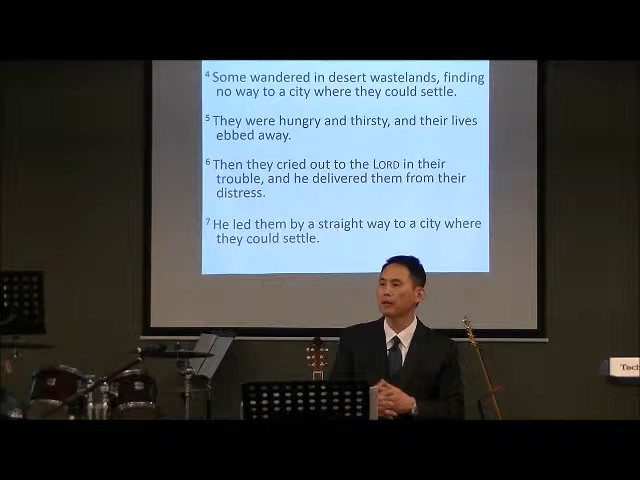 4 Some wandered in desert wastelands, finding
no way to a city where they could settle.
5 They were hungry and thirsty, and their lives
ebbed away.
6 Then they cried out to the LORD in their
trouble, and he delivered them from their
distress.
7 He led them by a straight way to a city where
they could settle.